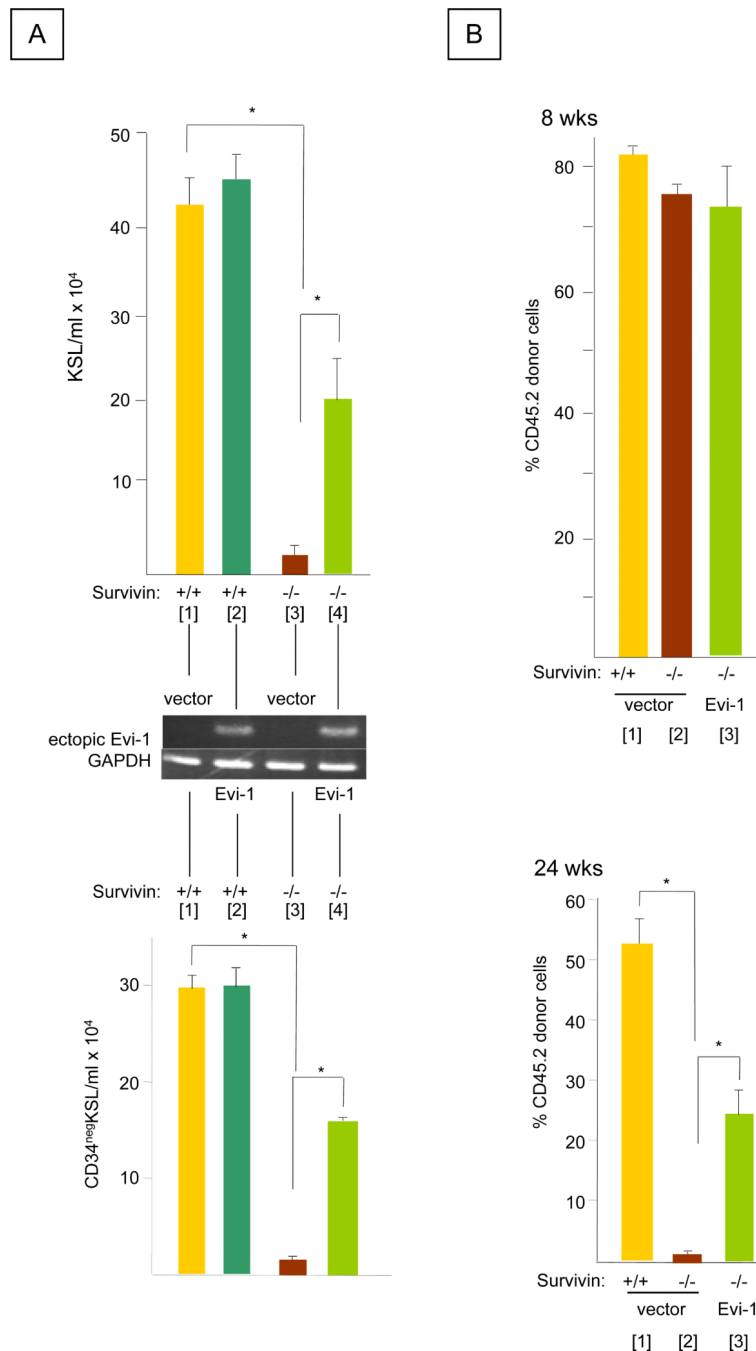 A
50
40
30
20
10
KSL/ml x 10⁴
*
*
Survivin: +/+ +/+ -/- -/-
[1] [2] [3] [4]
vector vector
ectopic Evi-1
GAPDH
Evi-1 Evi-1
Survivin: +/+ +/+ -/- -/-
[1] [2] [3] [4]
30
20
10
CD34ⁿᵉᵍKSL/ml x 10⁴
*
*
B
8 wks
80
60
40
20
% CD45.2 donor cells
Survivin: +/+ -/- -/-
vector Evi-1
[1] [2] [3]
24 wks
60
50
40
30
20
10
% CD45.2 donor cells
*
*
Survivin: +/+ -/- -/-
vector Evi-1
[1] [2] [3]